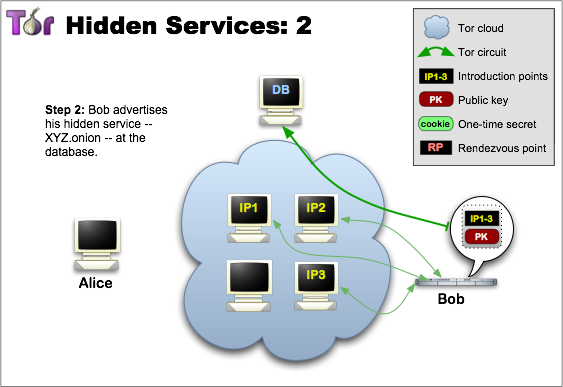 Tor Hidden Services: 2
Tor cloud
Tor circuit
IP1-3 Introduction points
PK Public key
cookie One-time secret
RP Rendezvous point
Step 2: Bob advertises
his hidden service --
XYZ.onion -- at the
database.
DB
IP1
IP2
IP3
IP1-3
PK
Alice
Bob